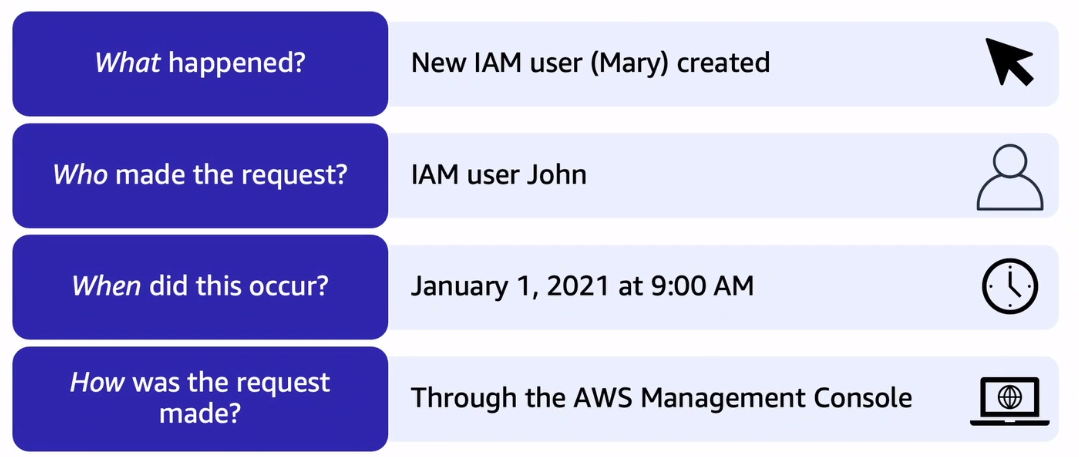 What happened?
New IAM user (Mary) created
Who made the request?
IAM user John
When did this occur?
January 1, 2021 at 9:00 AM
How was the request
made?
Through the AWS Management Console